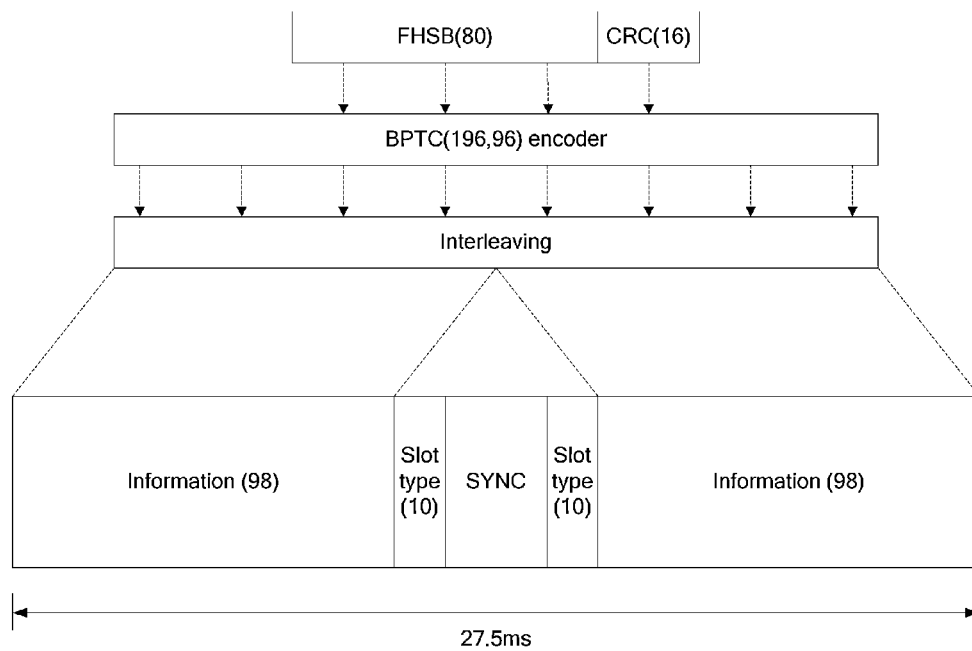 FHSB(80)
CRC(16)
BPTC(196,96) encoder
Interleaving
Information (98)
Slot
type
(10)
SYNC
Slot
type
(10)
Information (98)
27.5ms